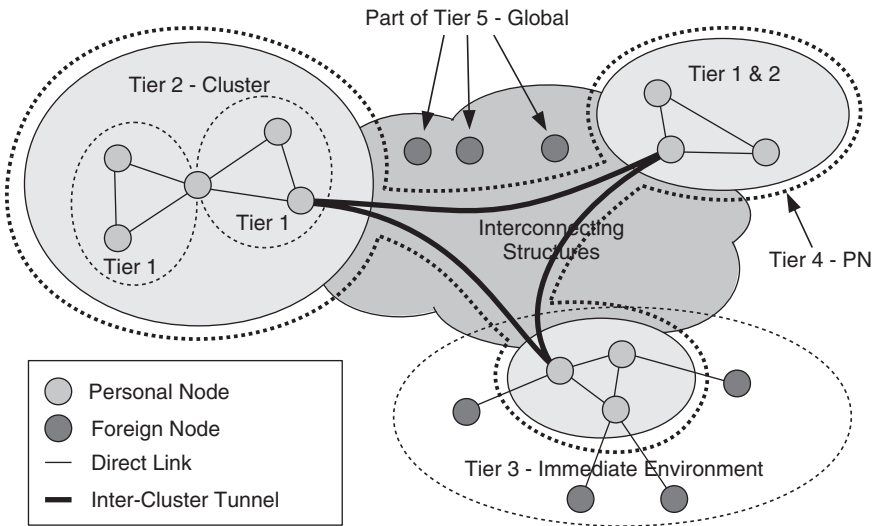 Part of Tier 5 - Global
Tier 2 - Cluster
Tier 1 & 2
Tier 1
Tier 1
Interconnecting
Structures
Tier 4 - PN
Tier 3 - Immediate Environment
Personal Node
Foreign Node
Direct Link
Inter-Cluster Tunnel